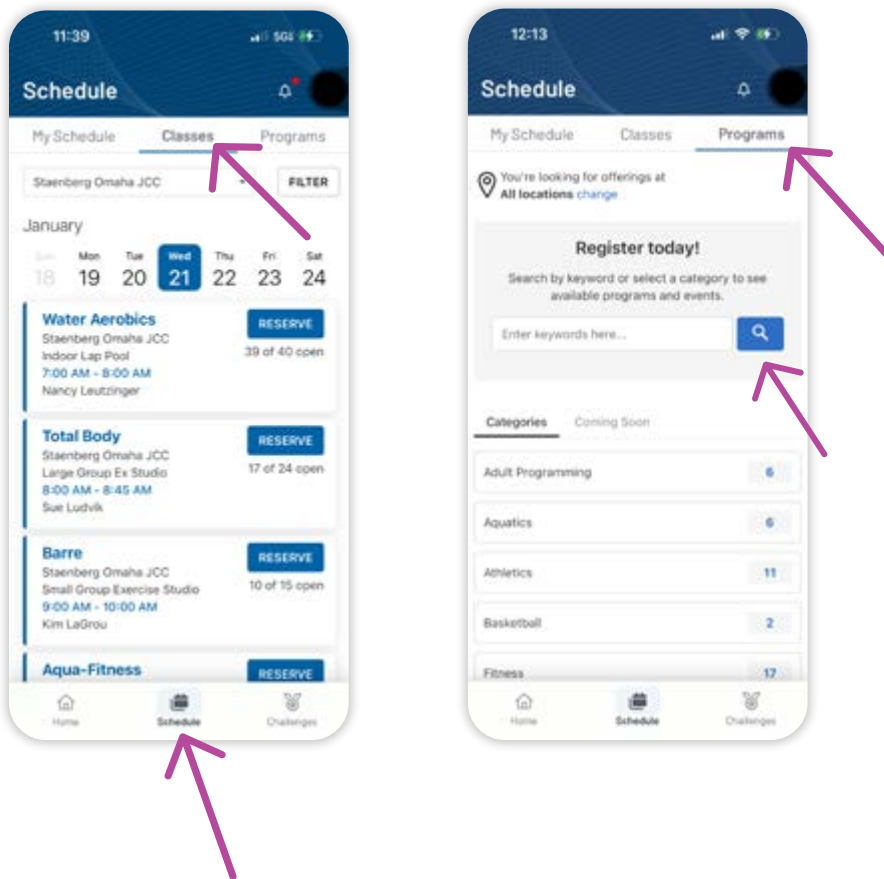 11:39
5GE
Schedule
My Schedule Classes Programs
Staenberg Omaha JCC FILTER
January
Sun Mon Tue Wed Thu Fri Sat
18 19 20 21 22 23 24
Water Aerobics RESERVE
Staenberg Omaha JCC
Indoor Lap Pool 39 of 40 open
7:00 AM - 8:00 AM
Nancy Leutzinger
Total Body RESERVE
Staenberg Omaha JCC
Large Group Ex Studio 17 of 24 open
8:00 AM - 8:45 AM
Sue Ludvik
Barre RESERVE
Staenberg Omaha JCC
Small Group Exercise Studio 10 of 15 open
9:00 AM - 10:00 AM
Kim LaGrou
Aqua-Fitness RESERVE
Home Schedule Challenges
12:13
Schedule
My Schedule Classes Programs
You're looking for offerings at
All locations change
Register today!
Search by keyword or select a category to see
available programs and events.
Enter keywords here...
Categories Coming Soon
Adult Programming 6
Aquatics 6
Athletics 11
Basketball 2
Fitness 17
Home Schedule Challenges